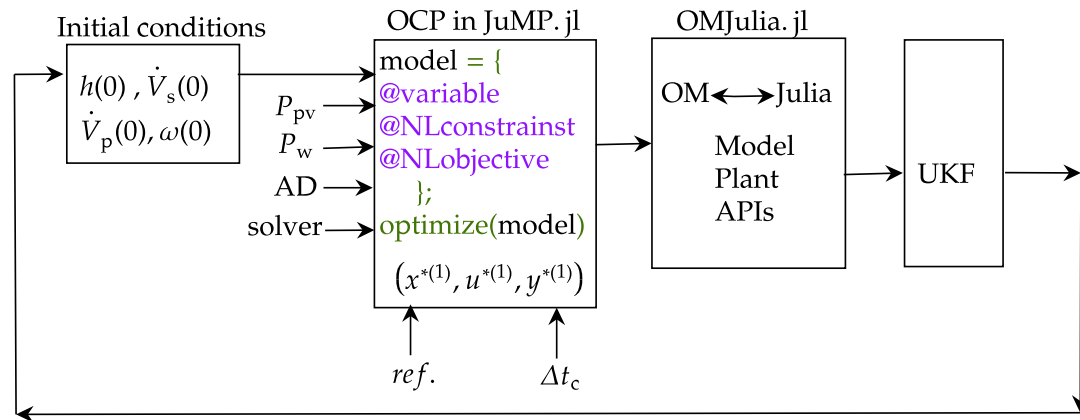 Initial conditions
h(0) , V̇s(0)
V̇p(0), ω(0)
Ppv
Pw
AD
solver
OCP in JuMP. jl
model = {
@variable
@NLconstrainst
@NLobjective
};
optimize(model)
(x*(1), u*(1), y*(1))
ref.
Δtc
OMJulia. jl
OM Julia
Model
Plant
APIs
UKF